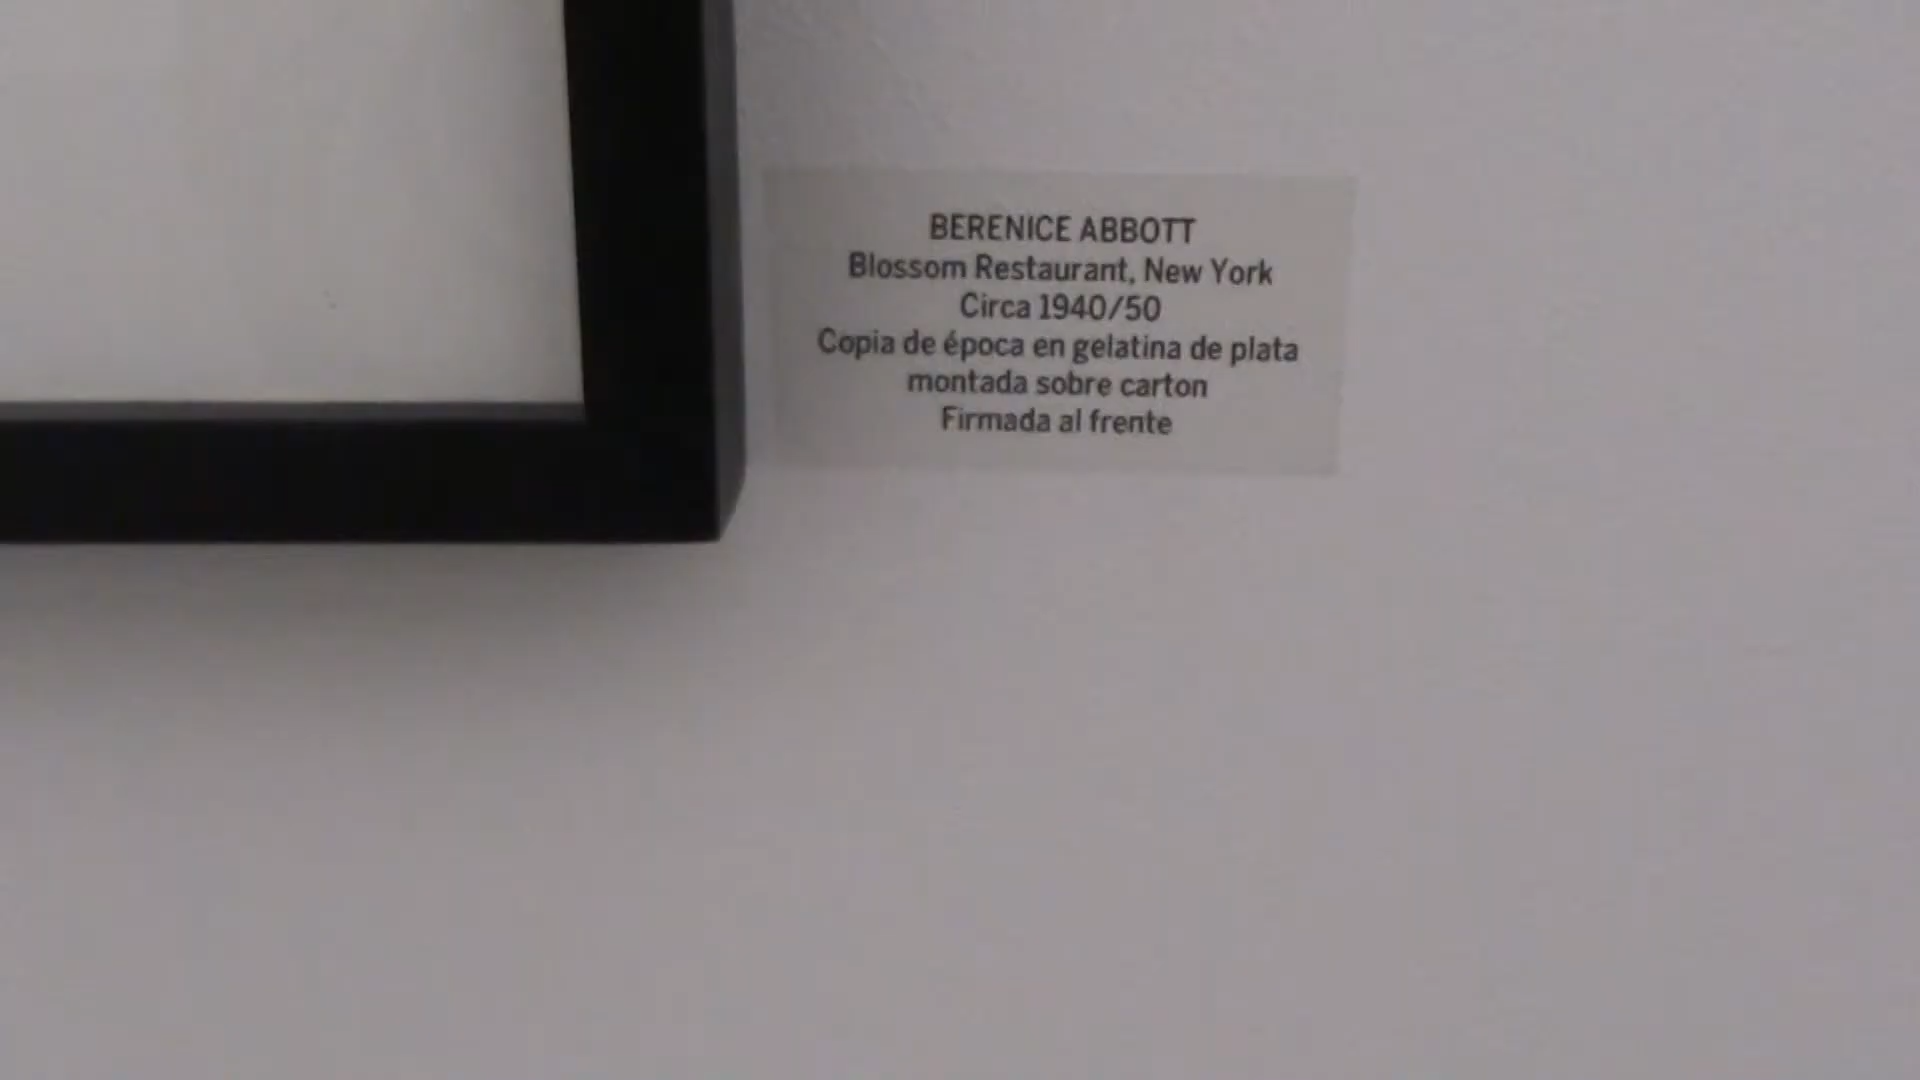 BERENICE ABBOTT
Blossom Restaurant, New York
Circa 1940/50
Copia de época en gelatina de plata
montada sobre carton
Firmada al frente